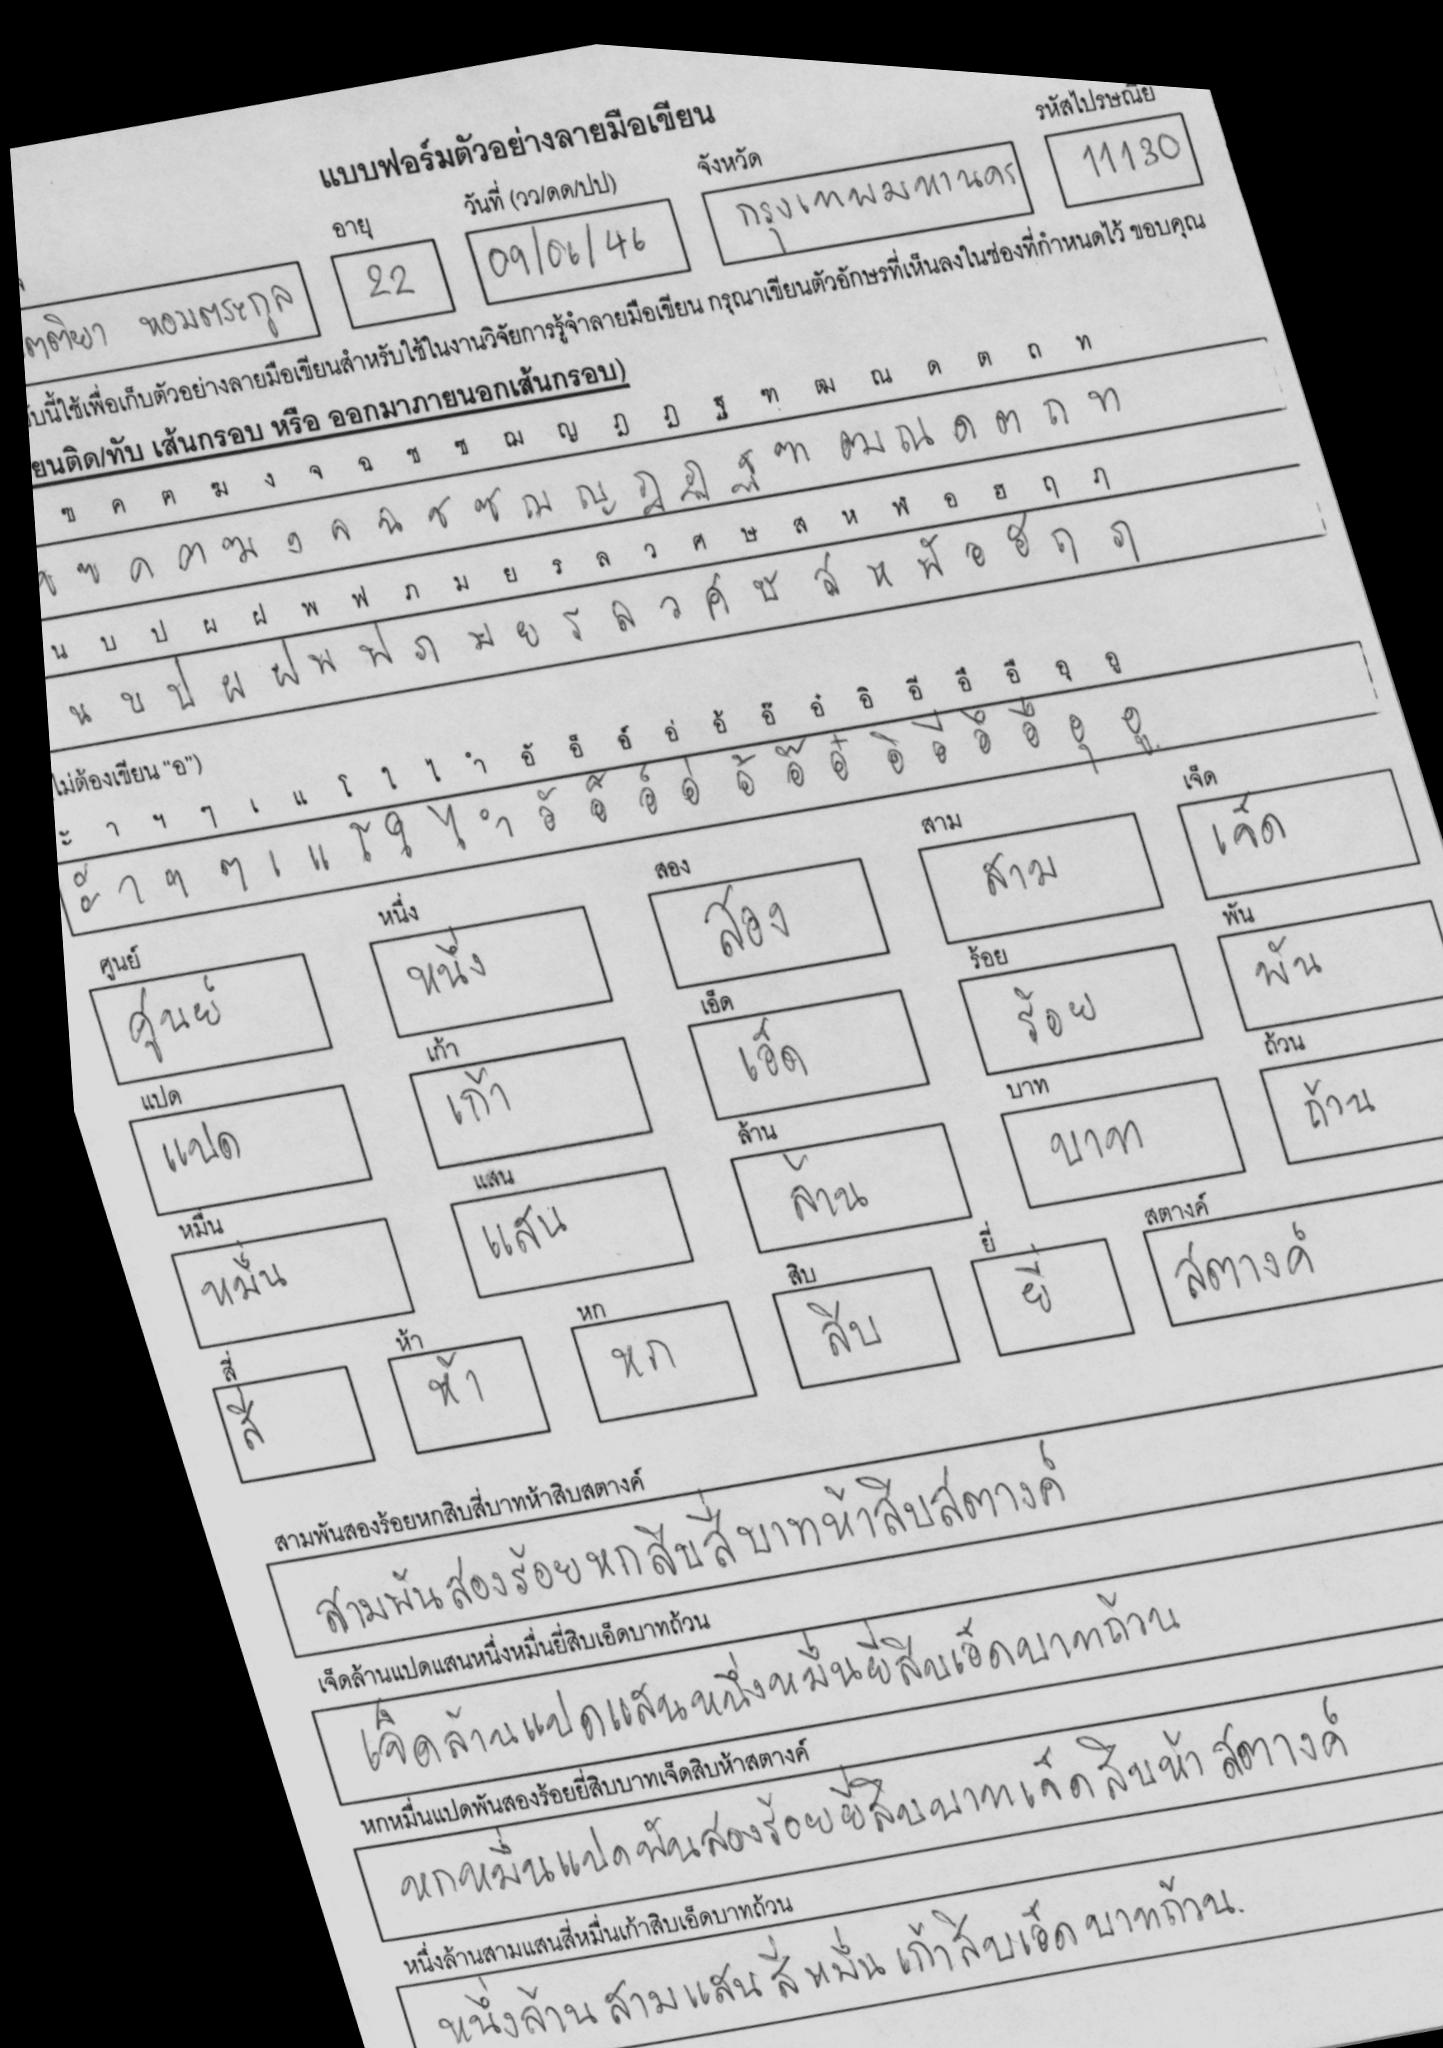 แบบฟอร์มตัวอย่างลายมือเขียน
อายุ วันที่ (วว/ดด/ปป) จังหวัด รหัสไปรษณีย์
หอมตระกูล 22 09/06/46 กรุงเทพมหานคร 11130
นี้ใช้เพื่อเก็บตัวอย่างลายมือเขียนสำหรับใช้ในงานวิจัยการรู้จำลายมือเขียน กรุณาเขียนตัวอักษรที่เห็นลงในช่องที่กำหนดไว้ ขอบคุณ
ยนติด/ทับ เส้นกรอบ หรือ ออกมาภายนอกเส้นกรอบ)
ฃ ค ฅ ฆ ง จ ฉ ช ซ ฌ ญ ฎ ฏ ฐ ฑ ฒ ณ ด ต ถ ท
ข ฃ ค ฅ ฆ ง จ ฉ ช ซ ฌ ญ ฎ ฏ ฐ ฑ ฒ ณ ด ต ถ ท
น บ ป ผ ฝ พ ฟ ภ ม ย ร ล ว ศ ษ ส ห ฬ อ ฮ ฤ ฦ
น บ ป ผ ฝ พ ฟ ภ ม ย ร ล ว ศ ษ ส ห ฬ อ ฮ ฤ ฦ
ไม่ต้องเขียน "อ")
ะ า ฯ ๆ เ แ โ ใ ไ ำ อั อ็ อ์ อ่ อ้ อ๊ อ๋ อิ อี อึ อื อุ อู
ะ า ฯ ๆ เ แ โ ใ ไ ำ อั อ็ อ์ อ่ อ้ อ๊ อ๋ อิ อี อึ อื อุ อู
ศูนย์ หนึ่ง สอง สาม เจ็ด
ศูนย์ หนึ่ง สอง สาม เจ็ด
แปด เก้า เอ็ด ร้อย พัน
แปด เก้า เอ็ด ร้อย พัน
หมื่น แสน ล้าน บาท ถ้วน
หมื่น แสน ล้าน บาท ถ้วน
สี่ ห้า หก สิบ ยี่ สตางค์
สี่ ห้า หก สิบ ยี่ สตางค์
สามพันสองร้อยหกสิบสี่บาทห้าสิบสตางค์
สามพันสองร้อยหกสิบสี่บาทห้าสิบสตางค์
เจ็ดล้านแปดแสนหนึ่งหมื่นยี่สิบเอ็ดบาทถ้วน
เจ็ดล้านแปดแสนหนึ่งหมื่นยี่สิบเอ็ดบาทถ้วน
หกหมื่นแปดพันสองร้อยยี่สิบบาทเจ็ดสิบห้าสตางค์
หกหมื่นแปดพันสองร้อยยี่สิบบาทเจ็ดสิบห้าสตางค์
หนึ่งล้านสามแสนสี่หมื่นเก้าสิบเอ็ดบาทถ้วน
หนึ่งล้านสามแสนสี่หมื่นเก้าสิบเอ็ดบาทถ้วน.